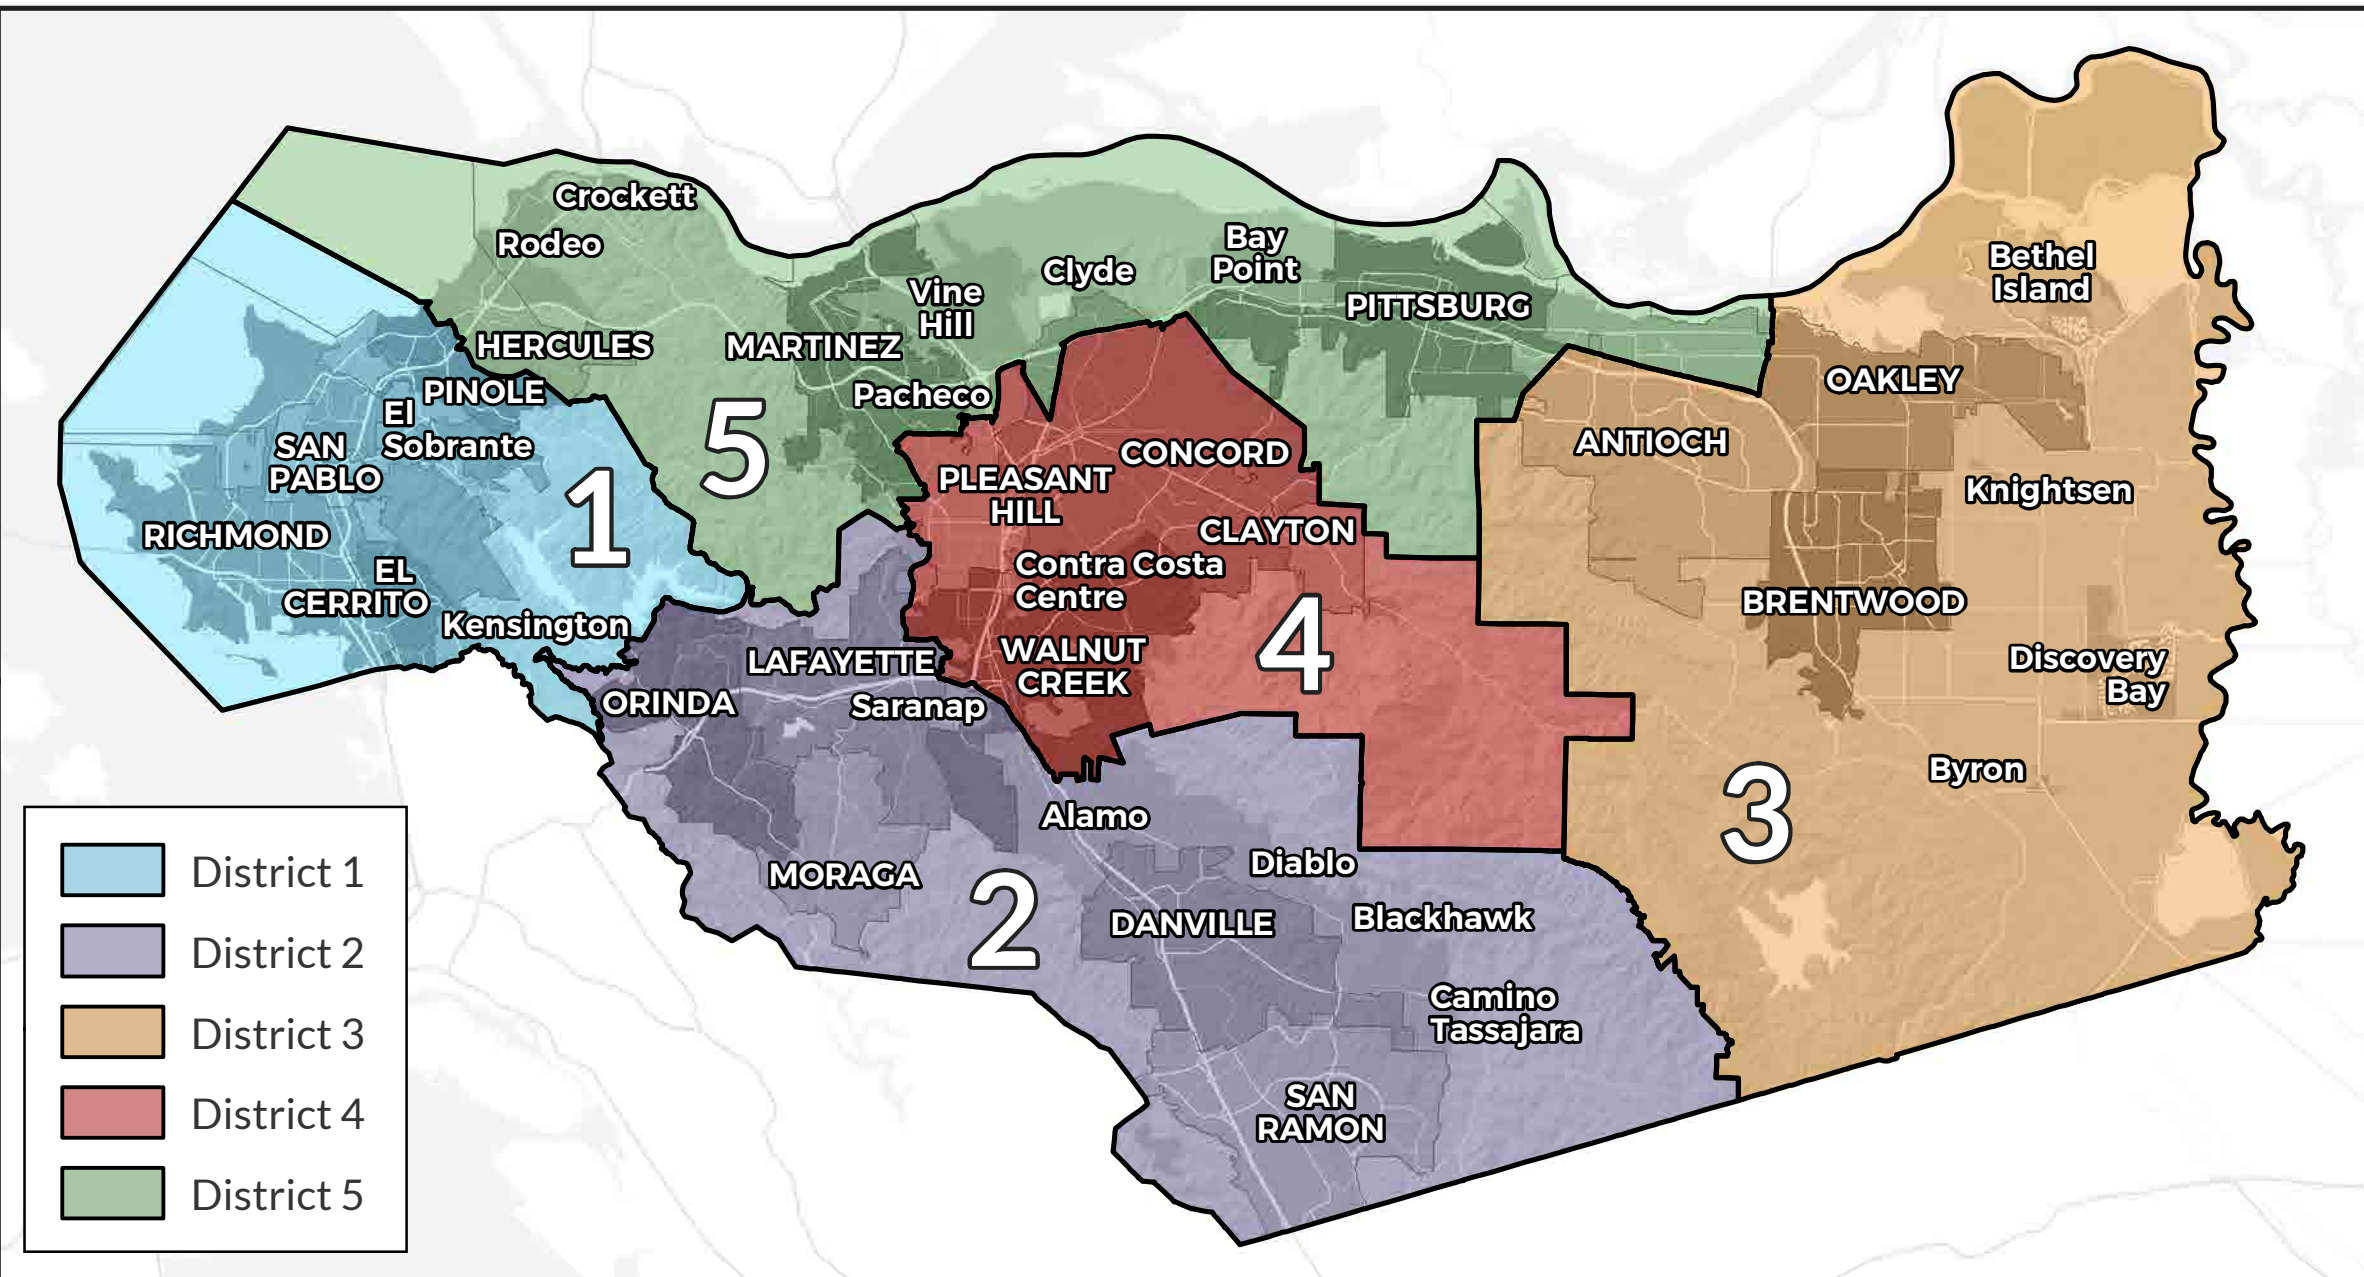 Crockett
Rodeo
HERCULES
MARTINEZ
Vine
Hill
Pacheco
Clyde
Bay
Point
PITTSBURG
5
PINOLE
El
Sobrante
SAN
PABLO
RICHMOND
EL
CERRITO
Kensington
1
PLEASANT
HILL
CONCORD
CLAYTON
Contra Costa
Centre
WALNUT
CREEK
4
LAFAYETTE
ORINDA
Saranap
MORAGA
2
Alamo
Diablo
DANVILLE
Blackhawk
Camino
Tassajara
SAN
RAMON
Bethel
Island
OAKLEY
ANTIOCH
Knightsen
BRENTWOOD
Discovery
Bay
Byron
3
District 1
District 2
District 3
District 4
District 5